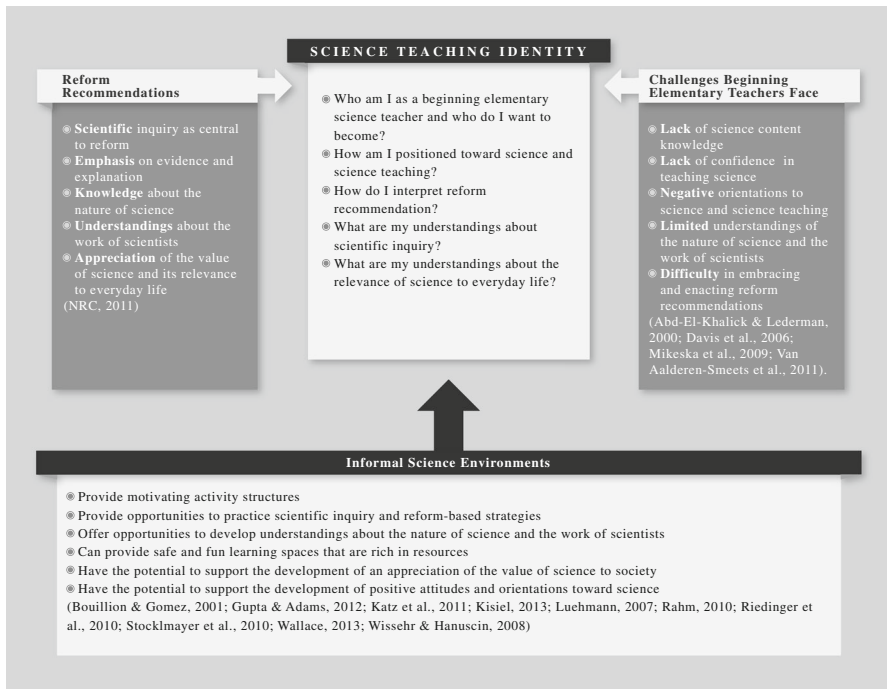 SCIENCE TEACHING IDENTITY
Reform
Recommendations
◉ Scientific inquiry as central
to reform
◉ Emphasis on evidence and
explanation
◉ Knowledge about the
nature of science
◉ Understandings about the
work of scientists
◉ Appreciation of the value
of science and its relevance
to everyday life
(NRC, 2011)
◉ Who am I as a beginning elementary
science teacher and who do I want to
become?
◉ How am I positioned toward science and
science teaching?
◉ How do I interpret reform
recommendation?
◉ What are my understandings about
scientific inquiry?
◉ What are my understandings about the
relevance of science to everyday life?
Challenges Beginning
Elementary Teachers Face
◉ Lack of science content
knowledge
◉ Lack of confidence in
teaching science
◉ Negative orientations to
science and science teaching
◉ Limited understandings of
the nature of science and the
work of scientists
◉ Difficulty in embracing
and enacting reform
recommendations
(Abd-El-Khalick & Lederman,
2000; Davis et al., 2006;
Mikeska et al., 2009; Van
Aalderen-Smeets et al., 2011).
Informal Science Environments
◉ Provide motivating activity structures
◉ Provide opportunities to practice scientific inquiry and reform-based strategies
◉ Offer opportunities to develop understandings about the nature of science and the work of scientists
◉ Can provide safe and fun learning spaces that are rich in resources
◉ Have the potential to support the development of an appreciation of the value of science to society
◉ Have the potential to support the development of positive attitudes and orientations toward science
(Bouillion & Gomez, 2001; Gupta & Adams, 2012; Katz et al., 2011; Kisiel, 2013; Luehmann, 2007; Rahm, 2010; Riedinger et
al., 2010; Stocklmayer et al., 2010; Wallace, 2013; Wissehr & Hanuscin, 2008)